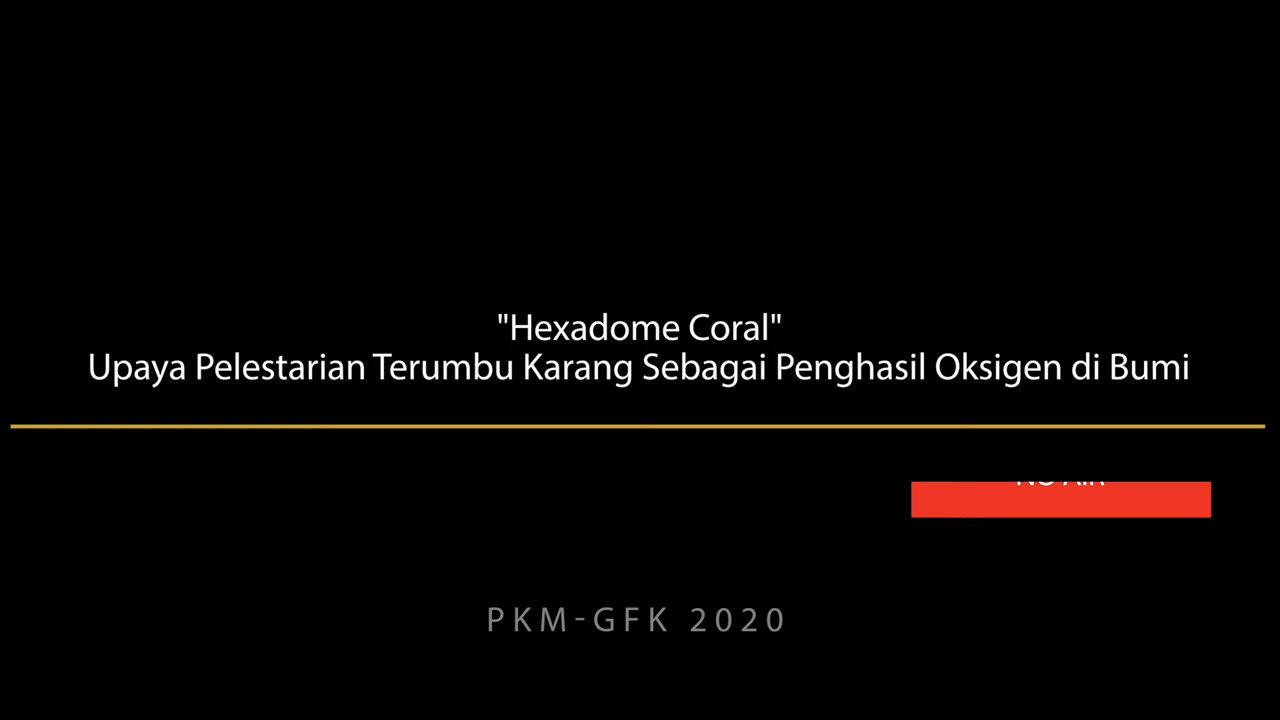 "Hexadome Coral"
Upaya Pelestarian Terumbu Karang Sebagai Penghasil Oksigen di Bumi
PKM-GFK 2020